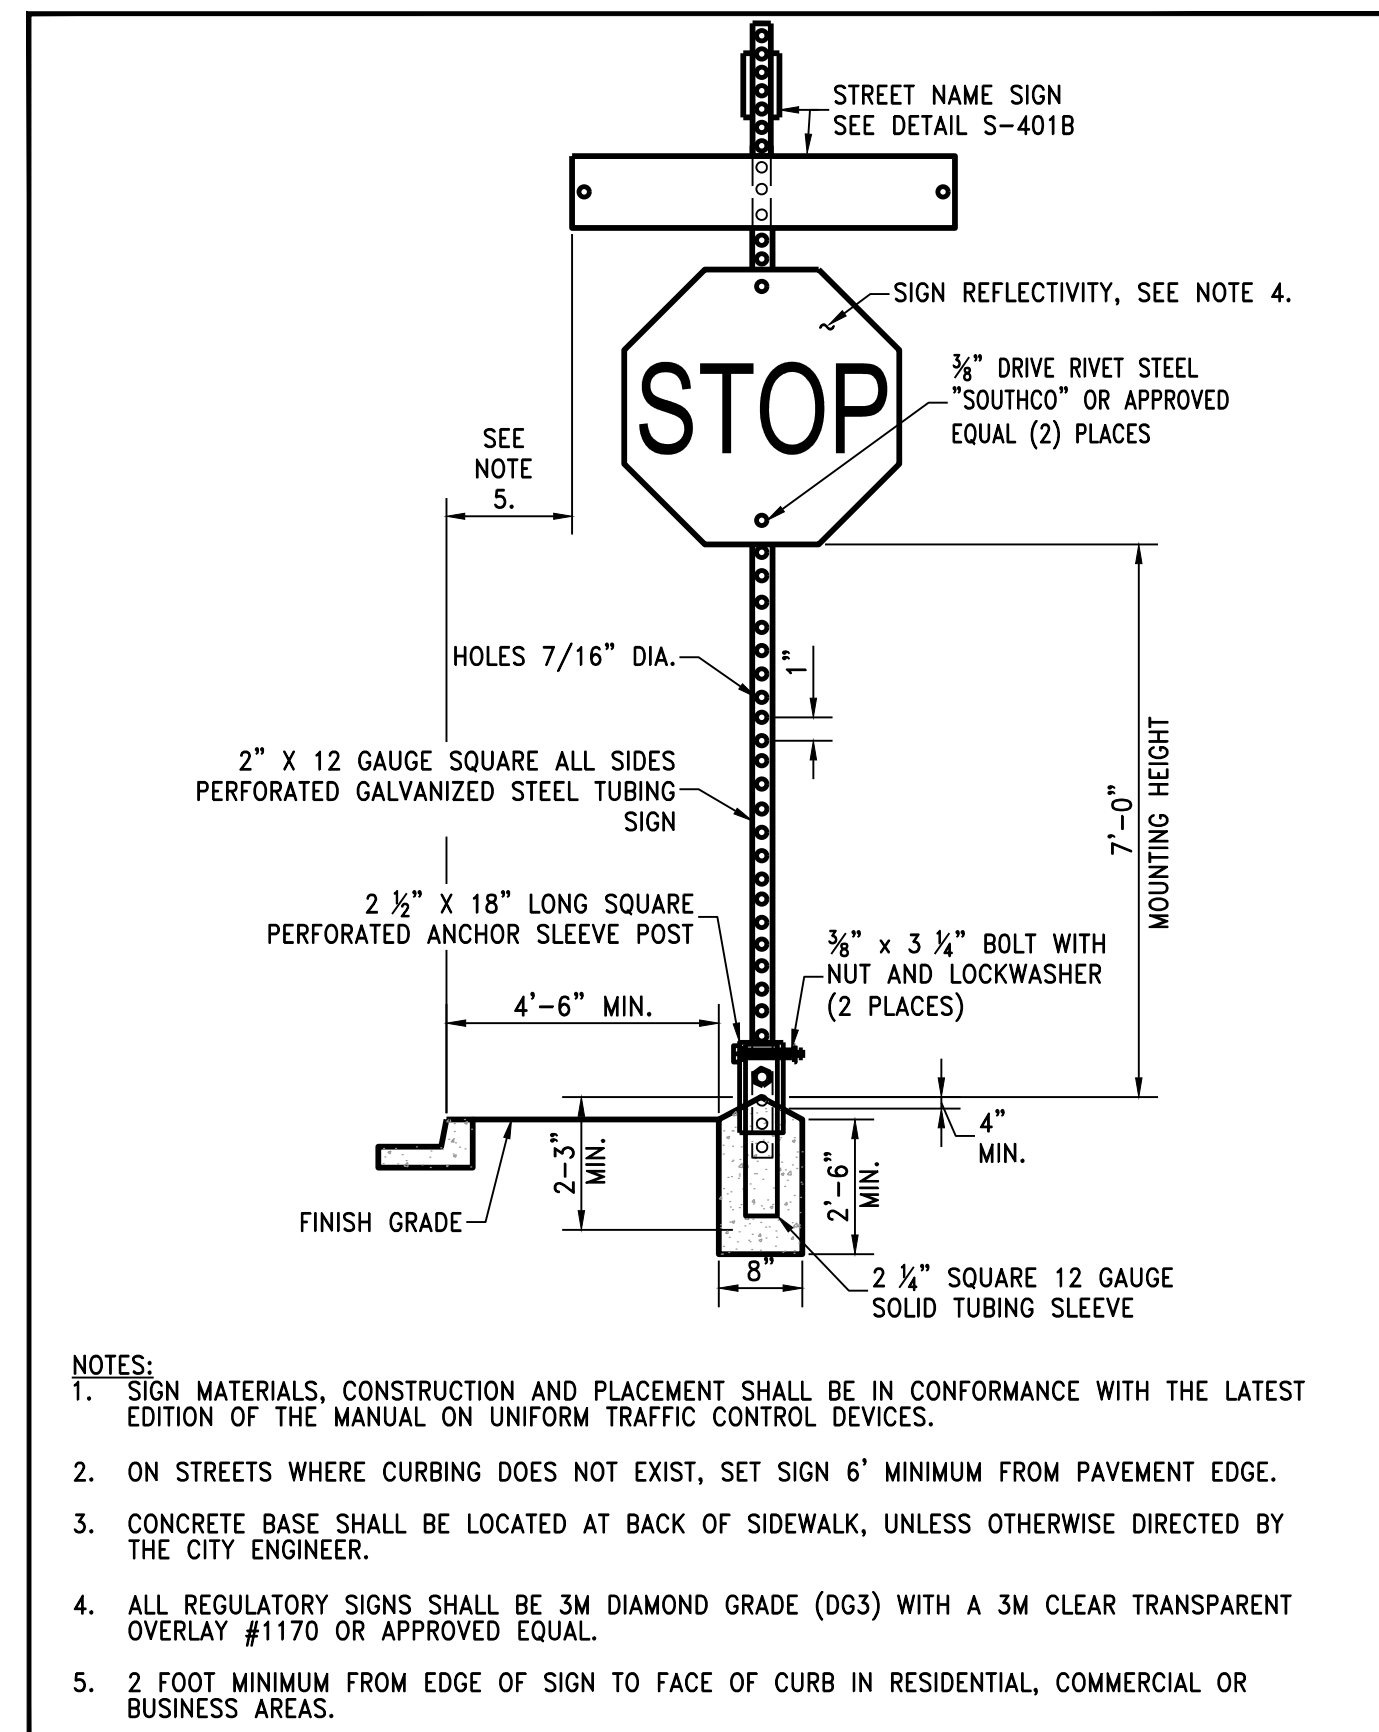 STREET NAME SIGN
SEE DETAIL S-401B
SIGN REFLECTIVITY, SEE NOTE 4.
STOP
⅜" DRIVE RIVET STEEL
"SOUTHCO" OR APPROVED
EQUAL (2) PLACES
SEE
NOTE
5.
HOLES 7/16" DIA.
1"
2" X 12 GAUGE SQUARE ALL SIDES
PERFORATED GALVANIZED STEEL TUBING
SIGN
7'-0"
MOUNTING HEIGHT
2 ½" X 18" LONG SQUARE
PERFORATED ANCHOR SLEEVE POST
⅜" x 3 ¼" BOLT WITH
NUT AND LOCKWASHER
(2 PLACES)
4'-6" MIN.
4"
MIN.
2-3"
MIN.
2'-6"
MIN.
FINISH GRADE
8"
2 ¼" SQUARE 12 GAUGE
SOLID TUBING SLEEVE
NOTES:
1. SIGN MATERIALS, CONSTRUCTION AND PLACEMENT SHALL BE IN CONFORMANCE WITH THE LATEST
EDITION OF THE MANUAL ON UNIFORM TRAFFIC CONTROL DEVICES.
2. ON STREETS WHERE CURBING DOES NOT EXIST, SET SIGN 6' MINIMUM FROM PAVEMENT EDGE.
3. CONCRETE BASE SHALL BE LOCATED AT BACK OF SIDEWALK, UNLESS OTHERWISE DIRECTED BY
THE CITY ENGINEER.
4. ALL REGULATORY SIGNS SHALL BE 3M DIAMOND GRADE (DG3) WITH A 3M CLEAR TRANSPARENT
OVERLAY #1170 OR APPROVED EQUAL.
5. 2 FOOT MINIMUM FROM EDGE OF SIGN TO FACE OF CURB IN RESIDENTIAL, COMMERCIAL OR
BUSINESS AREAS.